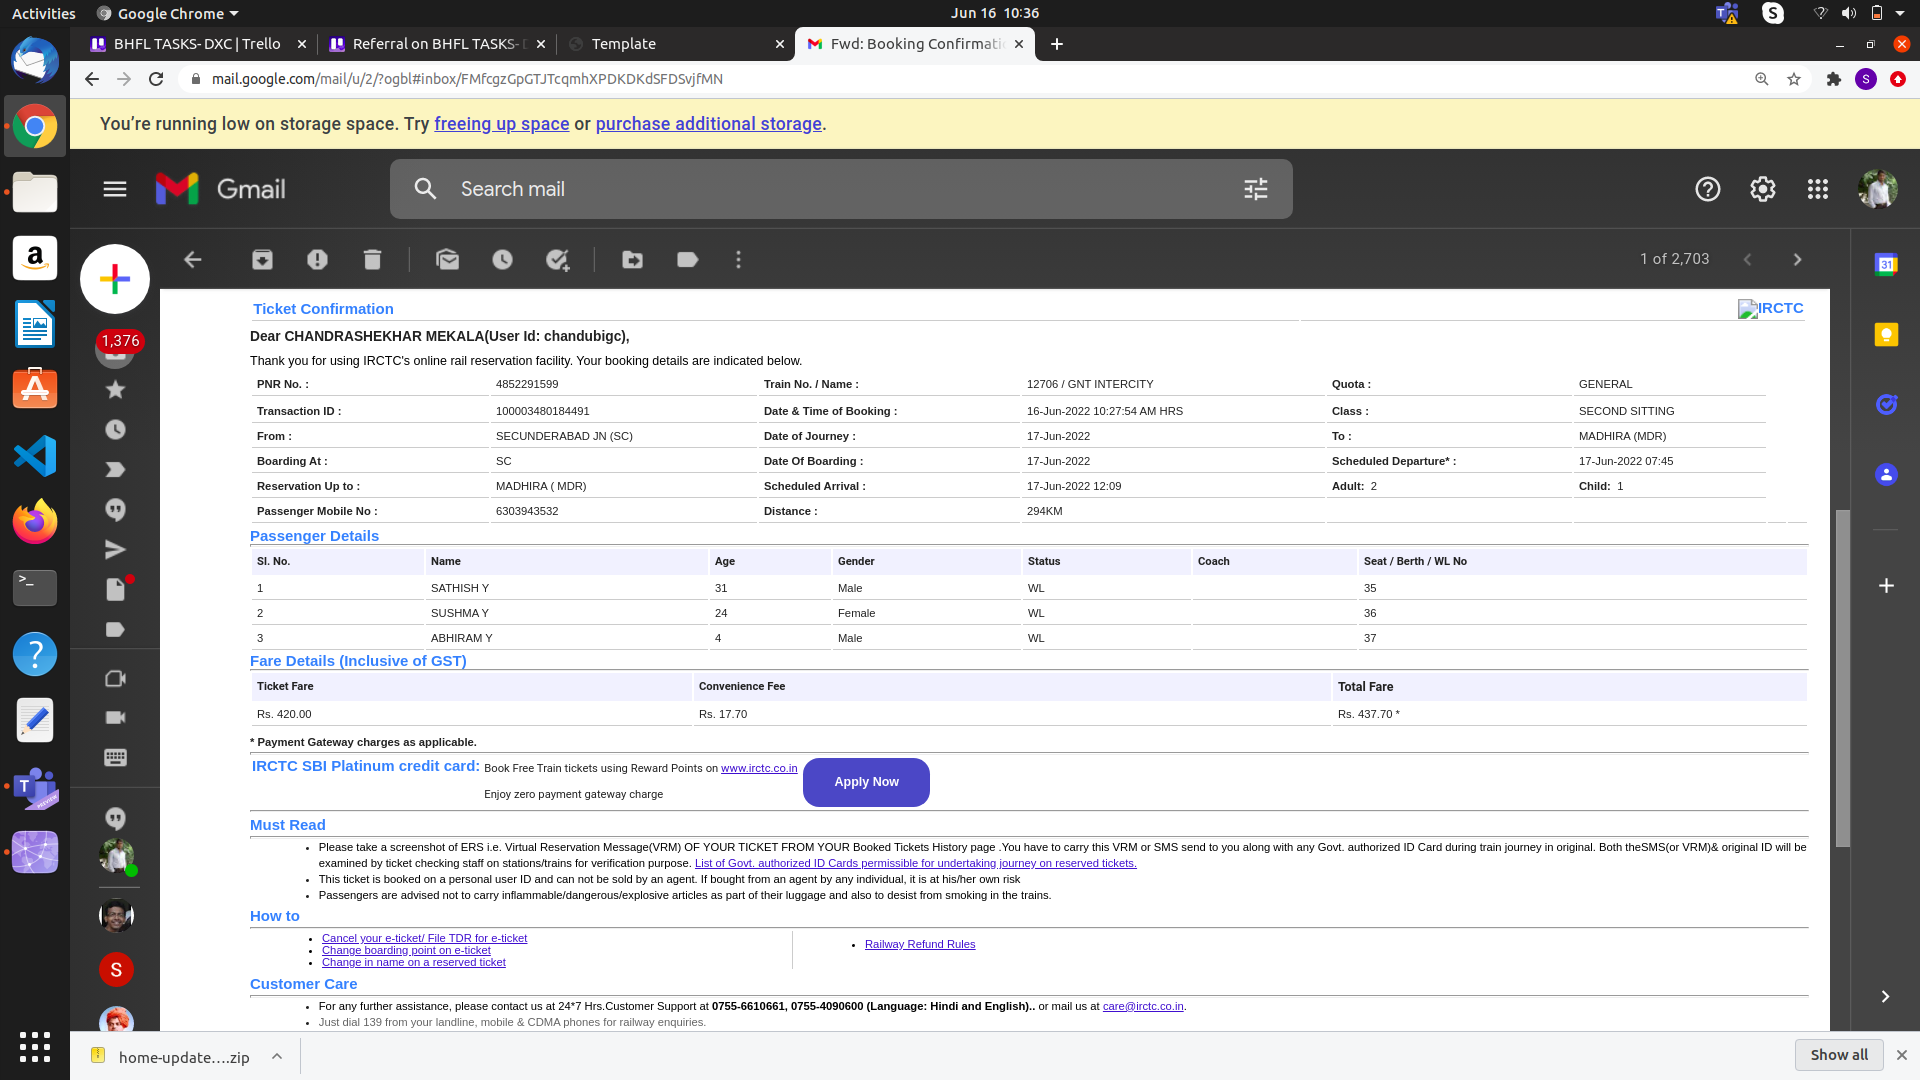 Activities Google Chrome Jun 16 10:36
BHFL TASKS- DXC | Trello Referral on BHFL TASKS- Template Fwd: Booking Confirmati
mail.google.com/mail/u/2/?ogbl#inbox/FMfcgzGpGTJTcqmhXPDKDKdSFDSvjfMN S
You're running low on storage space. Try freeing up space or purchase additional storage.
Gmail Search mail
1 of 2,703
31
1,376
Ticket Confirmation IRCTC
Dear CHANDRASHEKHAR MEKALA(User Id: chandubigc),
Thank you for using IRCTC's online rail reservation facility. Your booking details are indicated below.
PNR No. : 4852291599 Train No. / Name : 12706 / GNT INTERCITY Quota : GENERAL
Transaction ID : 100003480184491 Date & Time of Booking : 16-Jun-2022 10:27:54 AM HRS Class : SECOND SITTING
From : SECUNDERABAD JN (SC) Date of Journey : 17-Jun-2022 To : MADHIRA (MDR)
Boarding At : SC Date Of Boarding : 17-Jun-2022 Scheduled Departure* : 17-Jun-2022 07:45
Reservation Up to : MADHIRA ( MDR) Scheduled Arrival : 17-Jun-2022 12:09 Adult: 2 Child: 1
Passenger Mobile No : 6303943532 Distance : 294KM
Passenger Details
Sl. No. Name Age Gender Status Coach Seat / Berth / WL No
1 SATHISH Y 31 Male WL 35
2 SUSHMA Y 24 Female WL 36
3 ABHIRAM Y 4 Male WL 37
Fare Details (Inclusive of GST)
Ticket Fare Convenience Fee Total Fare
Rs. 420.00 Rs. 17.70 Rs. 437.70 *
* Payment Gateway charges as applicable.
IRCTC SBI Platinum credit card: Book Free Train tickets using Reward Points on www.irctc.co.in Apply Now
Enjoy zero payment gateway charge
Must Read
Please take a screenshot of ERS i.e. Virtual Reservation Message(VRM) OF YOUR TICKET FROM YOUR Booked Tickets History page .You have to carry this VRM or SMS send to you along with any Govt. authorized ID Card during train journey in original. Both theSMS(or VRM)& original ID will be
examined by ticket checking staff on stations/trains for verification purpose. List of Govt. authorized ID Cards permissible for undertaking journey on reserved tickets.
This ticket is booked on a personal user ID and can not be sold by an agent. If bought from an agent by any individual, it is at his/her own risk
Passengers are advised not to carry inflammable/dangerous/explosive articles as part of their luggage and also to desist from smoking in the trains.
How to
Cancel your e-ticket/ File TDR for e-ticket
Change boarding point on e-ticket
Change in name on a reserved ticket
Railway Refund Rules
S
Customer Care
For any further assistance, please contact us at 24*7 Hrs.Customer Support at 0755-6610661, 0755-4090600 (Language: Hindi and English).. or mail us at care@irctc.co.in.
Just dial 139 from your landline, mobile & CDMA phones for railway enquiries.
home-update....zip Show all